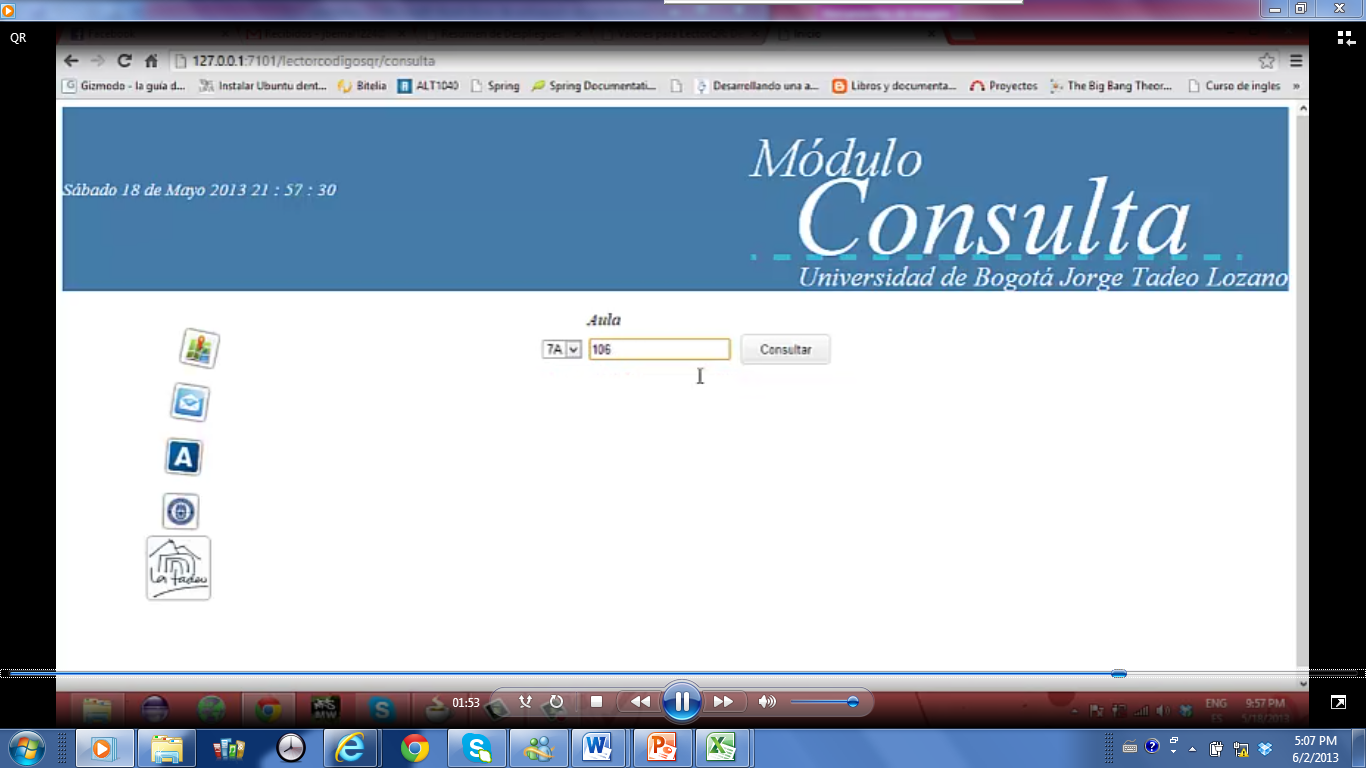 QR
Facebook
Inicio
127.0.0.1:7101/lectorcodigosqr/consulta
Gizmodo - la guía d...
Instalar Ubuntu dent...
Bitelia
ALT1040
Spring
Spring Documentati...
Desarrollando una a...
Libros y documenta...
Proyectos
The Big Bang Theor...
Curso de ingles
»
Módulo
Sábado 18 de Mayo 2013 21 : 57 : 30
Consulta
Universidad de Bogotá Jorge Tadeo Lozano
Aula
7A
106
Consultar
A
La tadeo
01:53
ENG
9:57 PM
ES
5/18/2013
5:07 PM
6/2/2013